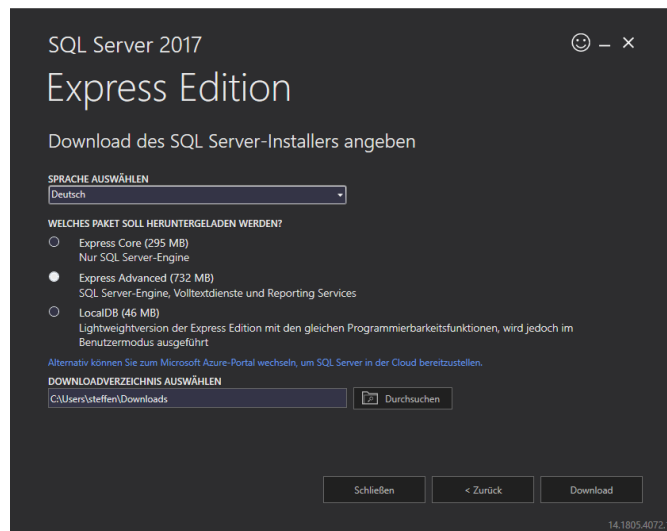 SQL Server 2017
Express Edition
Download des SQL Server-Installers angeben
SPRACHE AUSWÄHLEN
Deutsch
WELCHES PAKET SOLL HERUNTERGELADEN WERDEN?
Express Core (295 MB)
Nur SQL Server-Engine
Express Advanced (732 MB)
SQL Server-Engine, Volltextdienste und Reporting Services
LocalDB (46 MB)
Lightweightversion der Express Edition mit den gleichen Programmierbarkeitsfunktionen, wird jedoch im
Benutzermodus ausgeführt
Alternativ können Sie zum Microsoft Azure-Portal wechseln, um SQL Server in der Cloud bereitzustellen.
DOWNLOADVERZEICHNIS AUSWÄHLEN
C:\Users\steffen\Downloads
Durchsuchen
Schließen
< Zurück
Download
14.1805.4072.